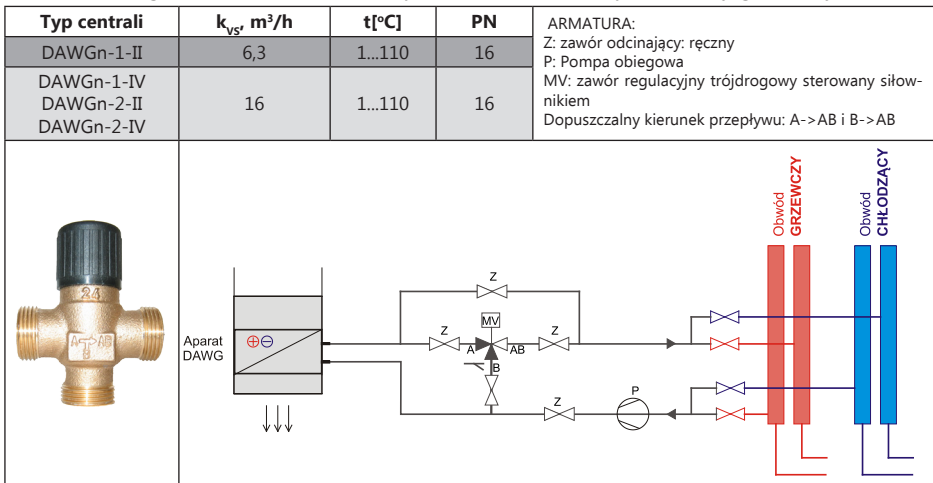 Typ centrali
kvs, m³/h
t[°C]
PN
DAWGn-1-II
6,3
1...110
16
DAWGn-1-IV
DAWGn-2-II
DAWGn-2-IV
16
1...110
16
ARMATURA:
Z: zawór odcinający: ręczny
P: Pompa obiegowa
MV: zawór regulacyjny trójdrogowy sterowany siłow-
nikiem
Dopuszczalny kierunek przepływu: A->AB i B->AB
24
A AB
B
Aparat
DAWG
Z
Z
MV
Z
A
AB
B
Z
P
Obwód
GRZEWCZY
Obwód
CHŁODZĄCY